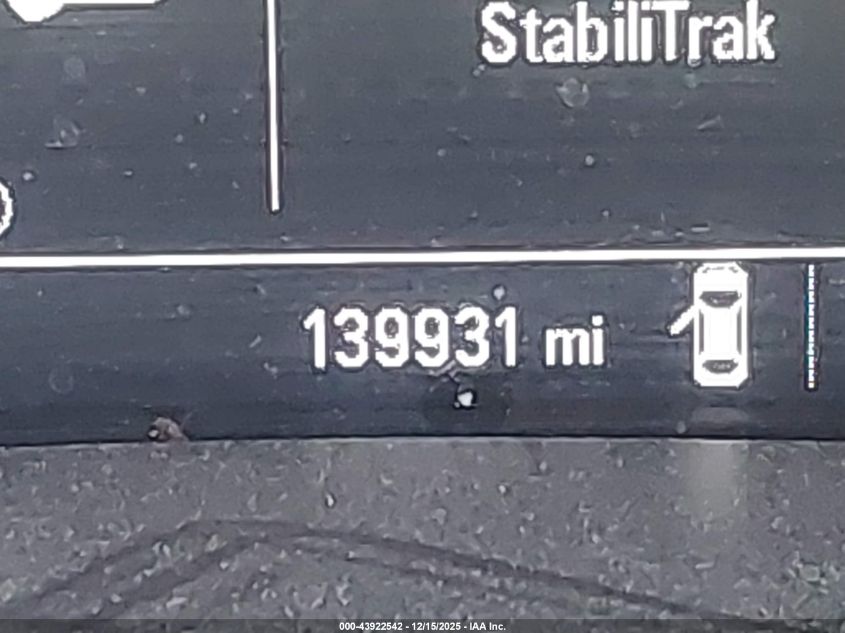 StabiliTrak
139931 mi
000-43922542 - 12/15/2025 - IAA Inc.